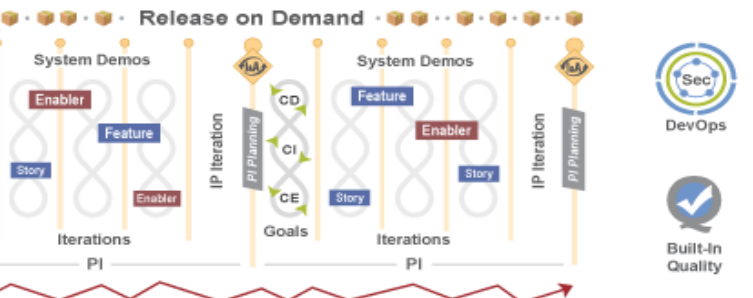 Release on Demand
System Demos
System Demos
I&A
I&A
Sec
DevOps
Enabler
Feature
Story
Enabler
IP Iteration
PI Planning
CD
CI
CE
Goals
Feature
Enabler
Story
Story
IP Iteration
PI Planning
Iterations
Iterations
PI
PI
Built-In
Quality